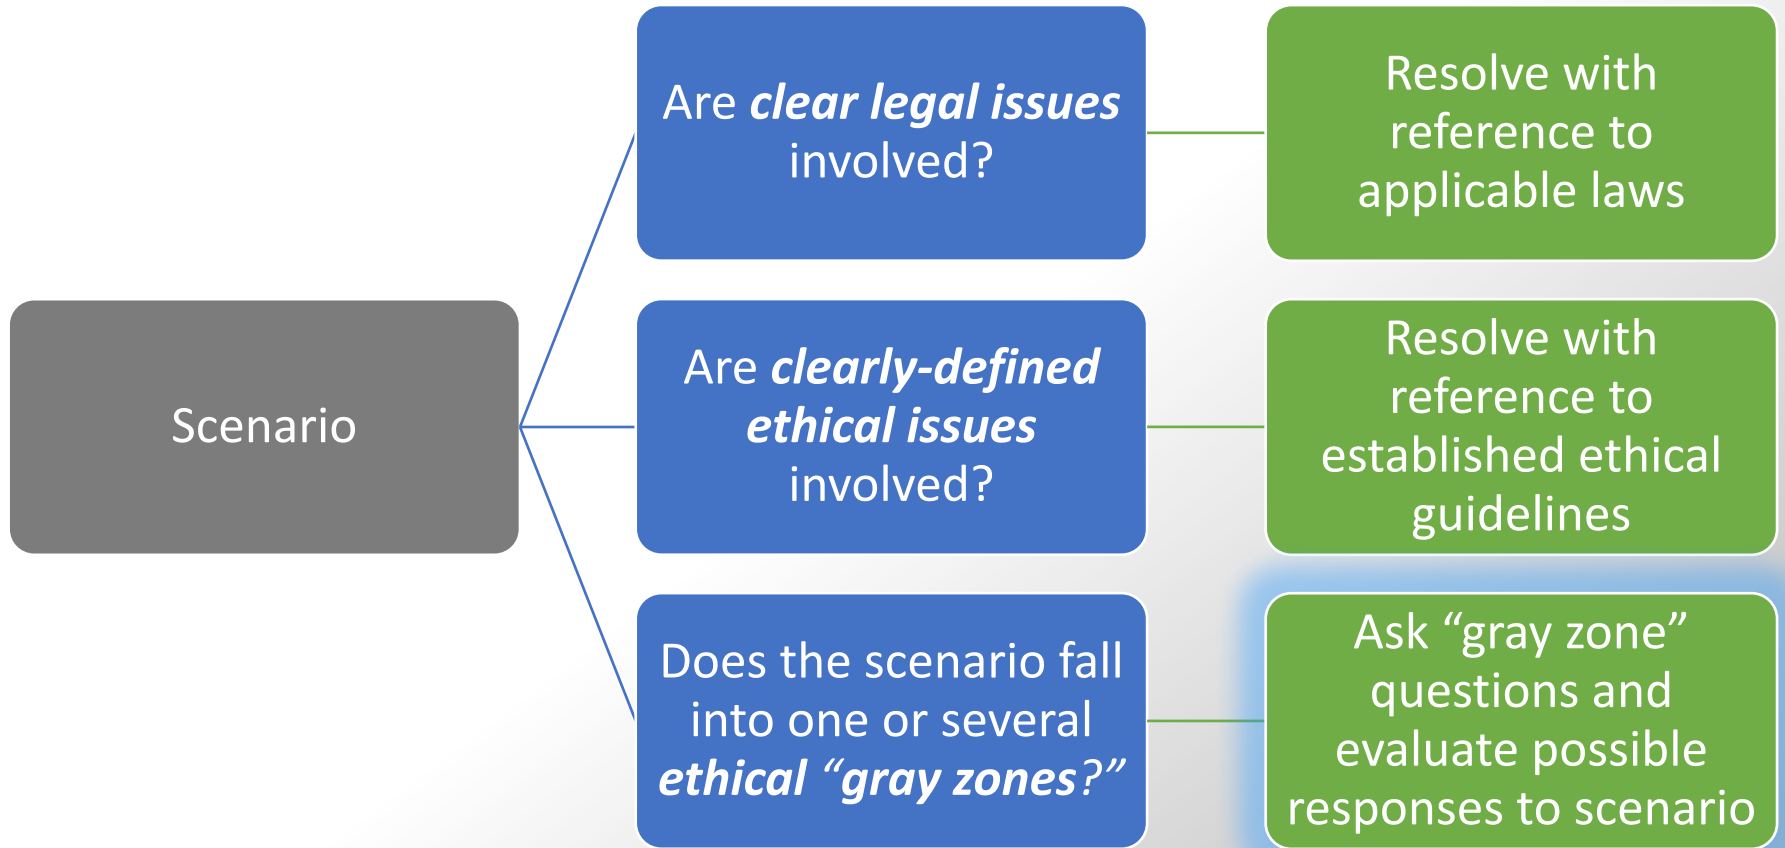 Are clear legal issues
involved?
Resolve with
reference to
applicable laws
Scenario
Are clearly-defined
ethical issues
involved?
Resolve with
reference to
established ethical
guidelines
Does the scenario fall
into one or several
ethical “gray zones?”
Ask “gray zone”
questions and
evaluate possible
responses to scenario